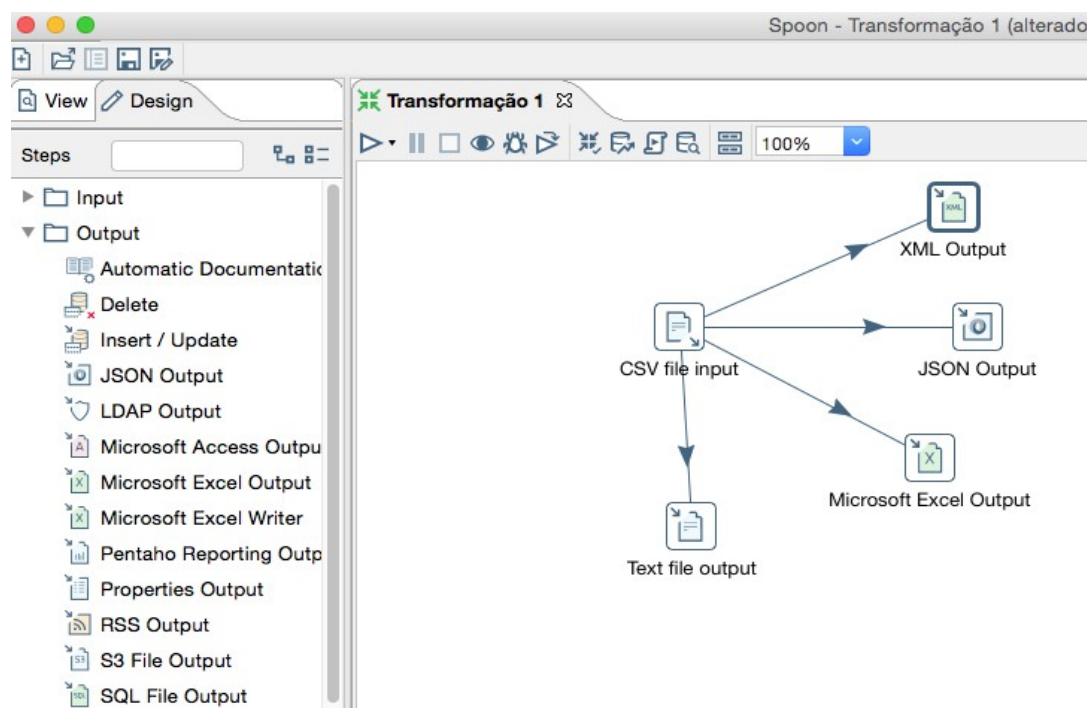 Spoon - Transformação 1 (alterado
View
Design
Transformação 1
Steps
100%
Input
Output
Automatic Documentatic
Delete
Insert / Update
JSON Output
LDAP Output
Microsoft Access Outpu
Microsoft Excel Output
Microsoft Excel Writer
Pentaho Reporting Outp
Properties Output
RSS Output
S3 File Output
SQL File Output
XML
XML Output
CSV file input
JSON Output
X
Microsoft Excel Output
Text file output